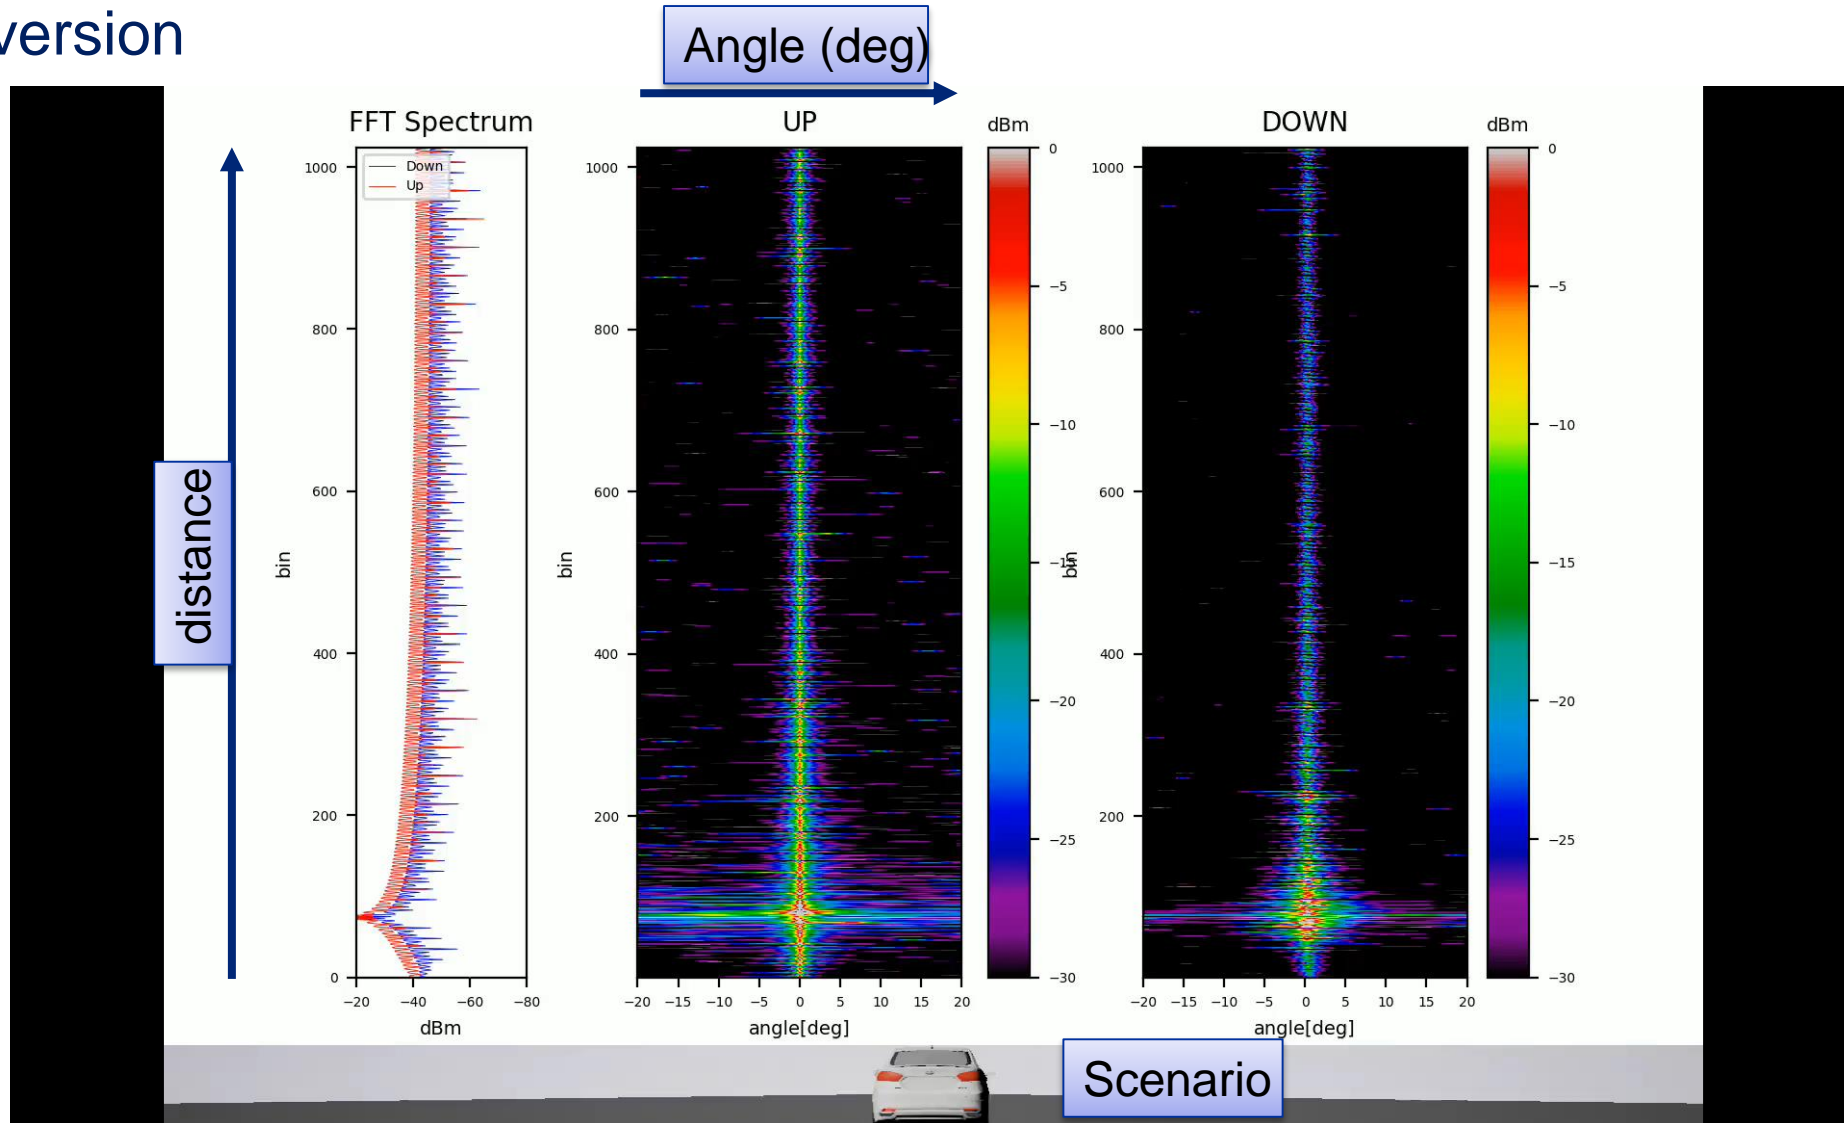 version
Angle (deg)
FFT Spectrum
UP
dBm
DOWN
dBm
Down
Up
distance
bin
1000
800
600
400
200
0
−20 −40 −60 −80
dBm
bin
1000
800
600
400
200
−20 −15 −10 −5 0 5 10 15 20
angle[deg]
0
−5
−10
−15
−20
−25
−30
bin
1000
800
600
400
200
−20 −15 −10 −5 0 5 10 15 20
angle[deg]
0
−5
−10
−15
−20
−25
−30
Scenario